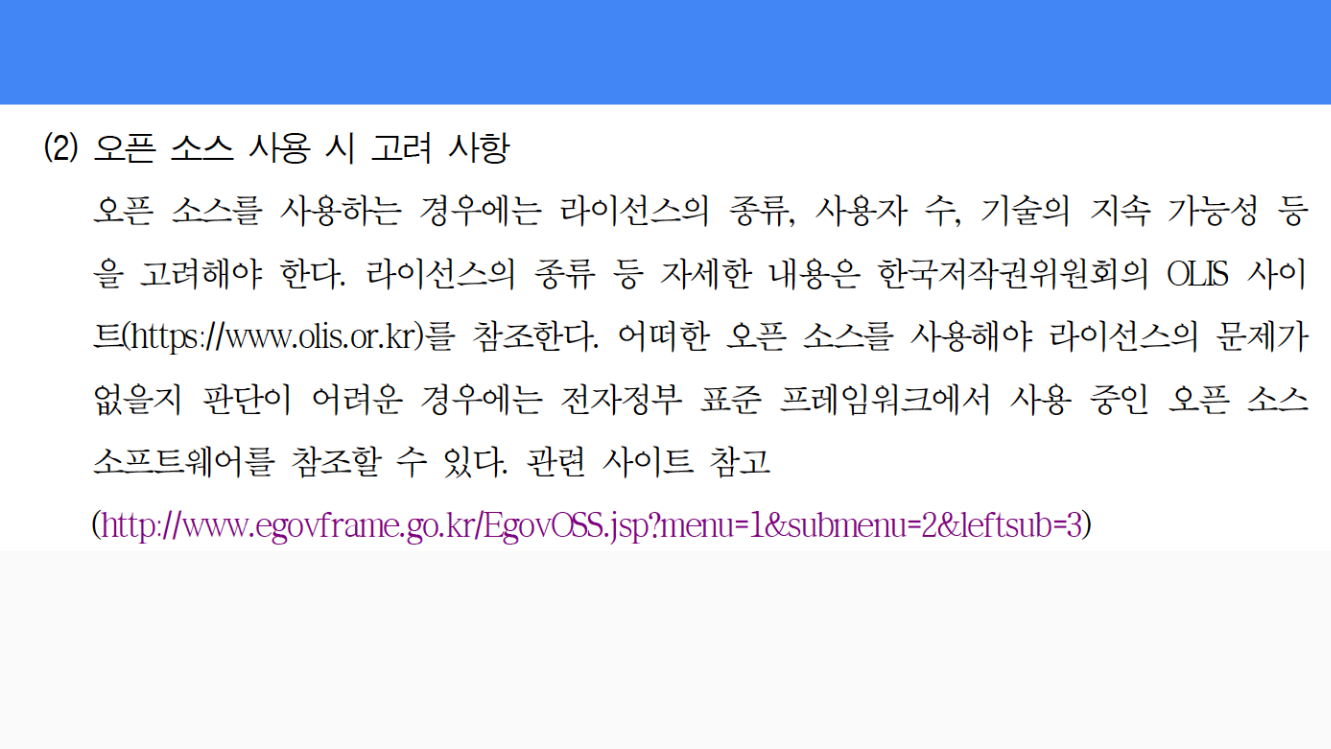 (2) 오픈 소스 사용 시 고려 사항
오픈 소스를 사용하는 경우에는 라이선스의 종류, 사용자 수, 기술의 지속 가능성 등
을 고려해야 한다. 라이선스의 종류 등 자세한 내용은 한국저작권위원회의 OLIS 사이
트(https://www.olis.or.kr)를 참조한다. 어떠한 오픈 소스를 사용해야 라이선스의 문제가
없을지 판단이 어려운 경우에는 전자정부 표준 프레임워크에서 사용 중인 오픈 소스
소프트웨어를 참조할 수 있다. 관련 사이트 참고
(http://www.egovframe.go.kr/EgovOSS.jsp?menu=1&submenu=2&leftsub=3)